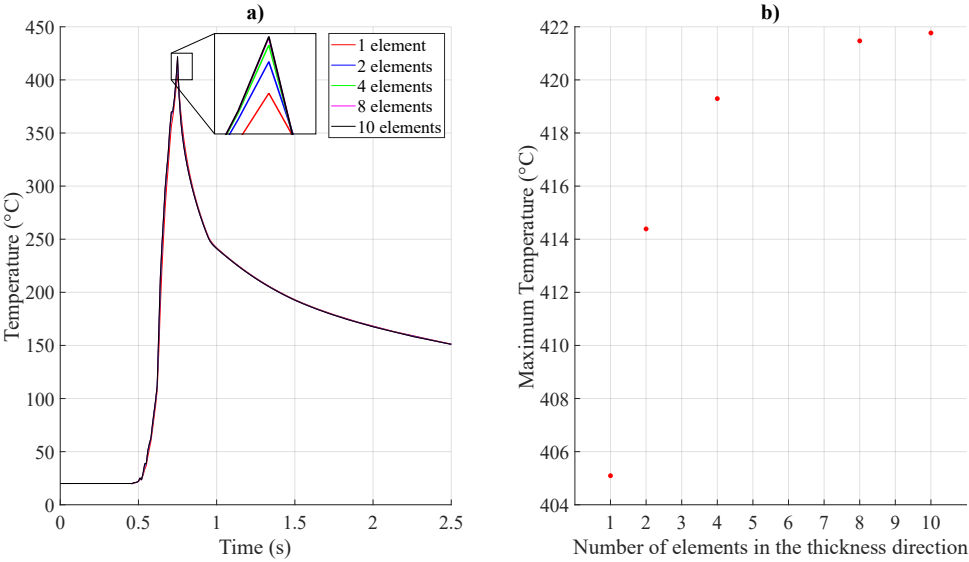 a)
450
400
350
300
250
200
150
100
50
0
Temperature (°C)
0 0.5 1 1.5 2 2.5
Time (s)
1 element
2 elements
4 elements
8 elements
10 elements
b)
422
420
418
416
414
412
410
408
406
404
Maximum Temperature (°C)
1 2 3 4 5 6 7 8 9 10
Number of elements in the thickness direction